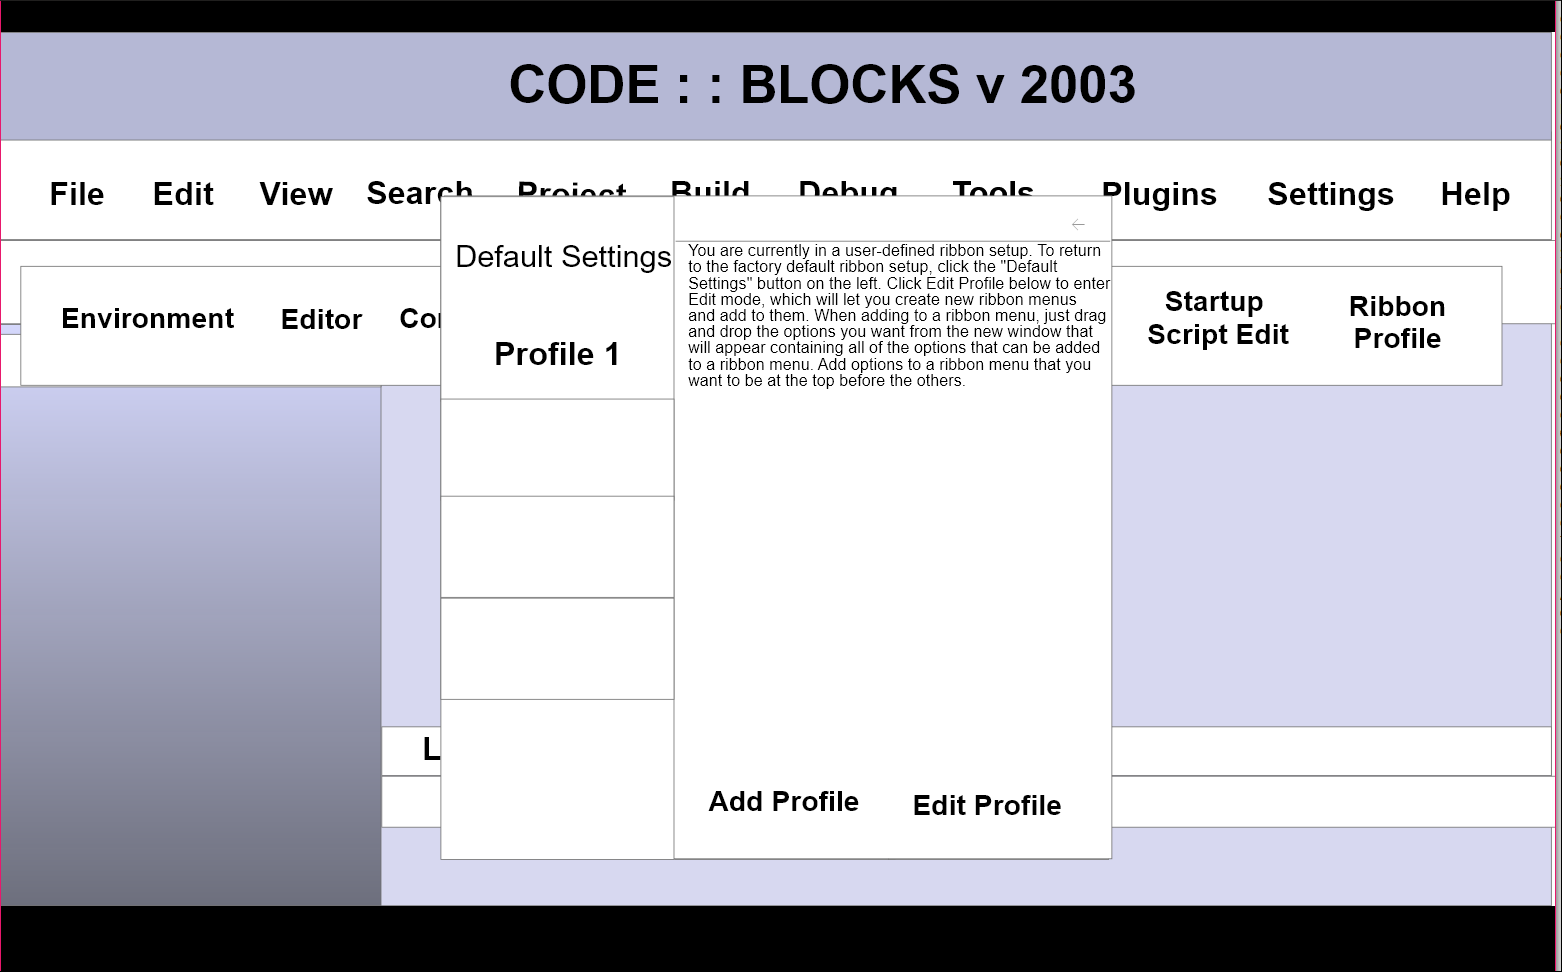 CODE : : BLOCKS v 2003
File Edit View Search Project Build Debug Tools Plugins Settings Help
Default Settings
Profile 1
←
You are currently in a user-defined ribbon setup. To return
to the factory default ribbon setup, click the "Default
Settings" button on the left. Click Edit Profile below to enter
Edit mode, which will let you create new ribbon menus
and add to them. When adding to a ribbon menu, just drag
and drop the options you want from the new window that
will appear containing all of the options that can be added
to a ribbon menu. Add options to a ribbon menu that you
want to be at the top before the others.
Environment Editor
Startup
Script Edit
Ribbon
Profile
Add Profile Edit Profile